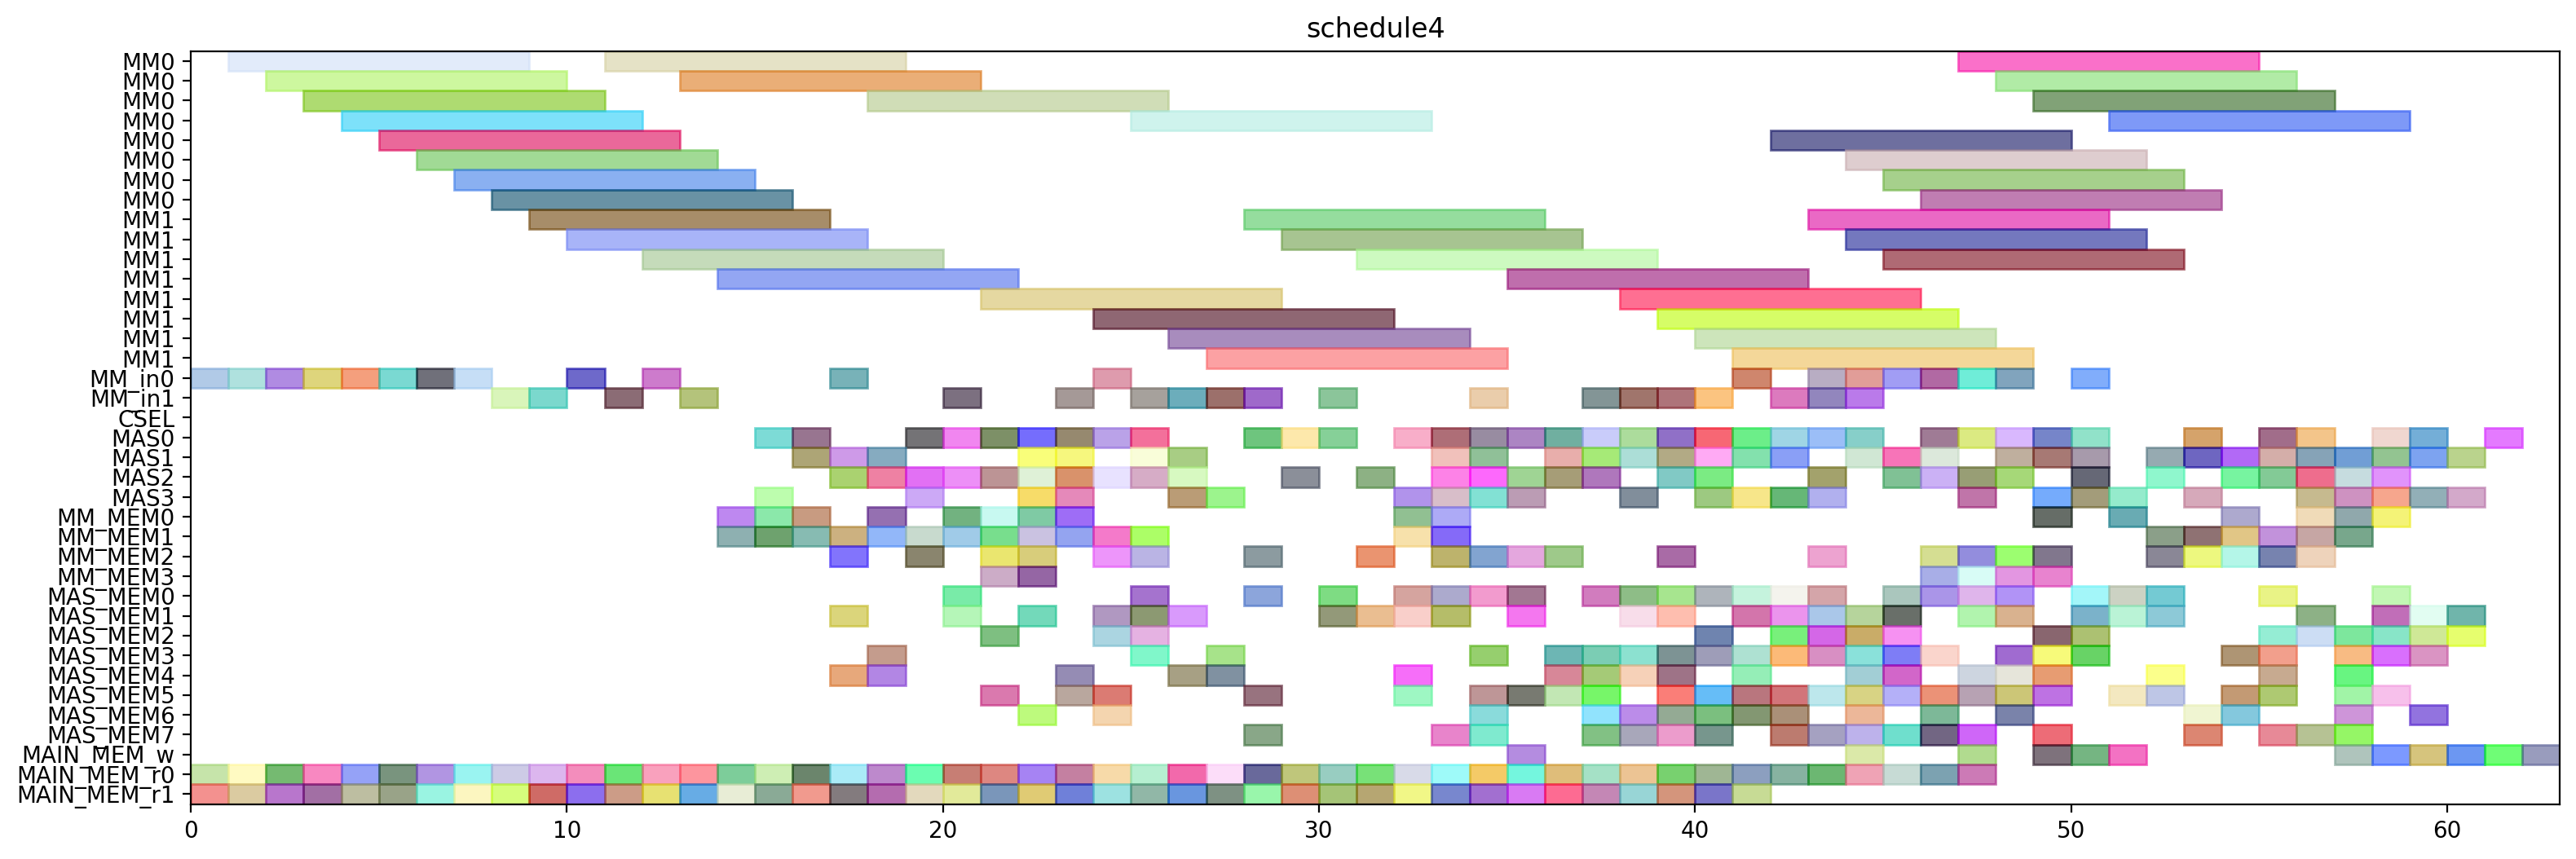 schedule4
MM0
MM0
MM0
MM0
MM0
MM0
MM0
MM0
MM1
MM1
MM1
MM1
MM1
MM1
MM1
MM1
MM_in0
MM_in1
CSEL
MAS0
MAS1
MAS2
MAS3
MM_MEM0
MM_MEM1
MM_MEM2
MM_MEM3
MAS_MEM0
MAS_MEM1
MAS_MEM2
MAS_MEM3
MAS_MEM4
MAS_MEM5
MAS_MEM6
MAS_MEM7
MAIN_MEM_w
MAIN_MEM_r0
MAIN_MEM_r1
0 10 20 30 40 50 60